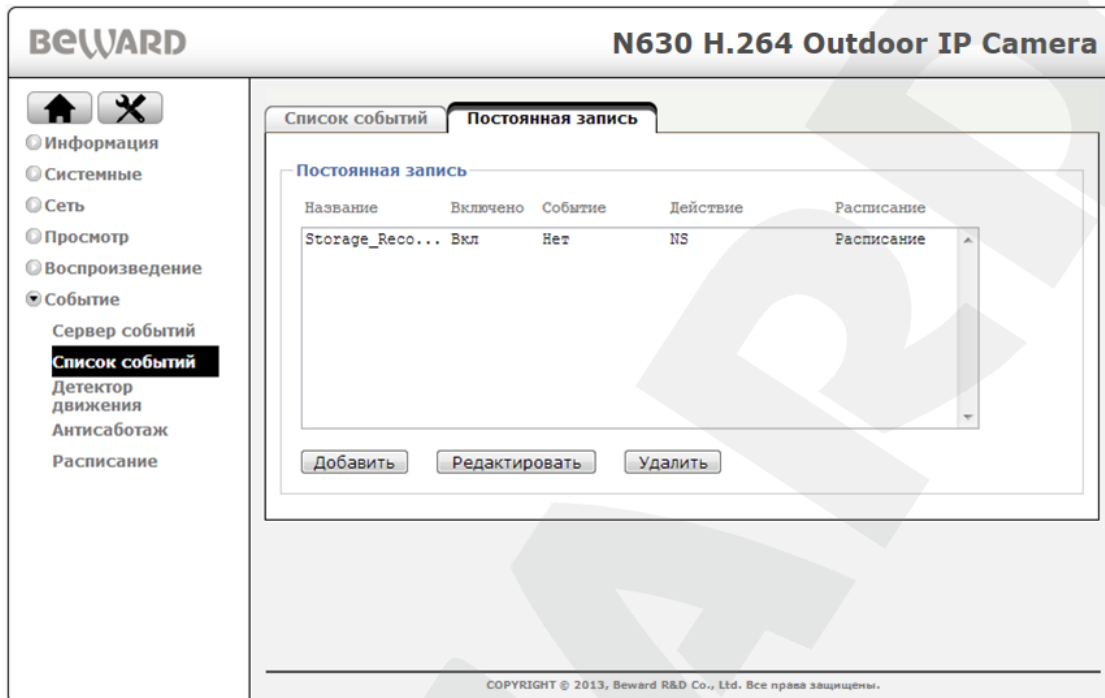 BEWARD
N630 H.264 Outdoor IP Camera
Информация
Системные
Сеть
Просмотр
Воспроизведение
Событие
Сервер событий
Список событий
Детектор
движения
Антисаботаж
Расписание
Список событий Постоянная запись
Постоянная запись
Название Включено Событие Действие Расписание
Storage_Reco... Вкл Нет NS Расписание
Добавить Редактировать Удалить
COPYRIGHT © 2013, Beward R&D Co., Ltd. Все права защищены.